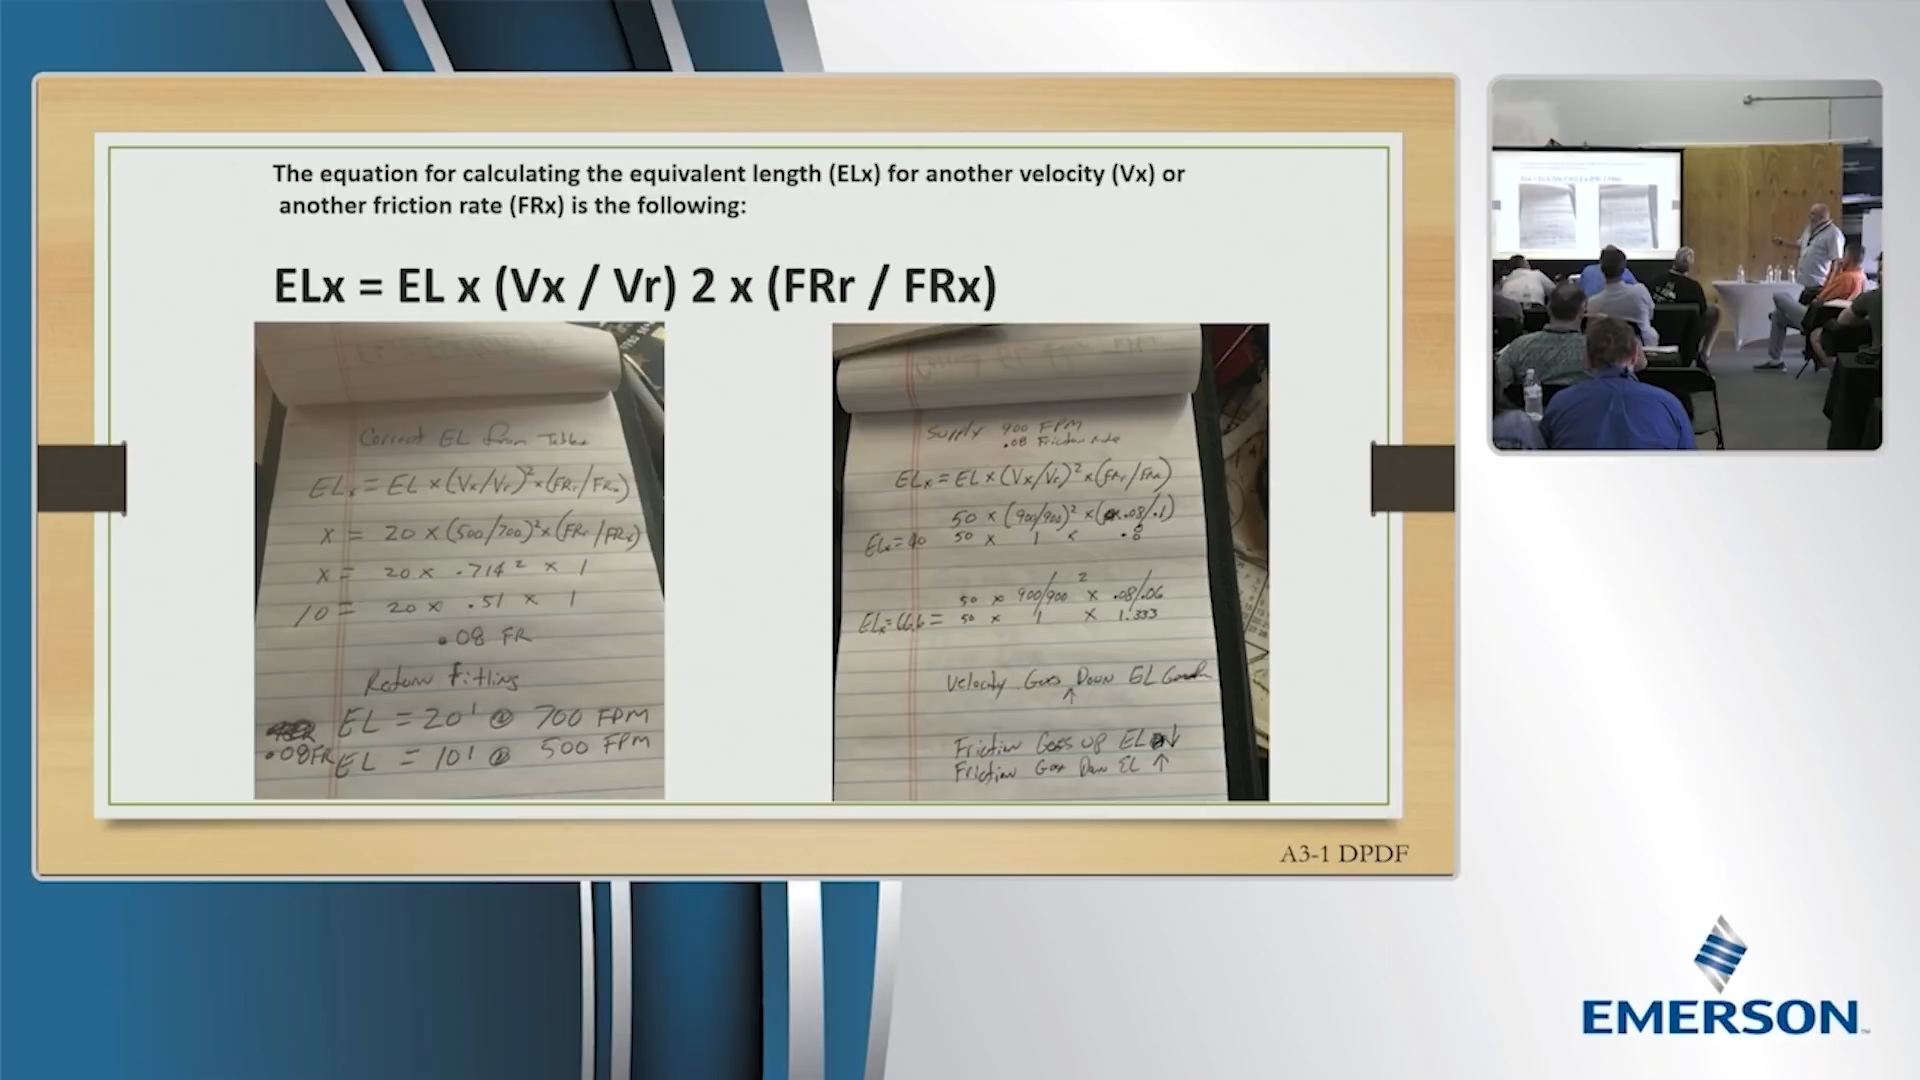 The equation for calculating the equivalent length (ELx) for another velocity (Vx) or
another friction rate (FRx) is the following:
ELx = EL x (Vx / Vr) 2 x (FRr / FRx)
Correct EL from Tables
ELx = EL x (Vx/Vr)² x (FRr/FRx)
X = 20 x (500/700)² x (FRr/FRx)
X = 20 x .714² x 1
10 = 20 x .51 x 1
.08 FR
Return Fitting
EL = 20' @ 700 FPM
.08FR EL = 10' @ 500 FPM
Supply 900 FPM
.08 Friction Rate
ELx = EL x (Vx/Vr)² x (FRr/FRx)
50 x (900/900)² x (.08/.1)
ELx = 40 50 x 1 x .8
50 x 900/900 ² x .08/.06
ELx = 66.6 = 50 x 1 x 1.333
Velocity Goes Down EL
↑
Friction Goes up EL ↓
Friction Goes Down EL ↑
A3-1 DPDF
EMERSON